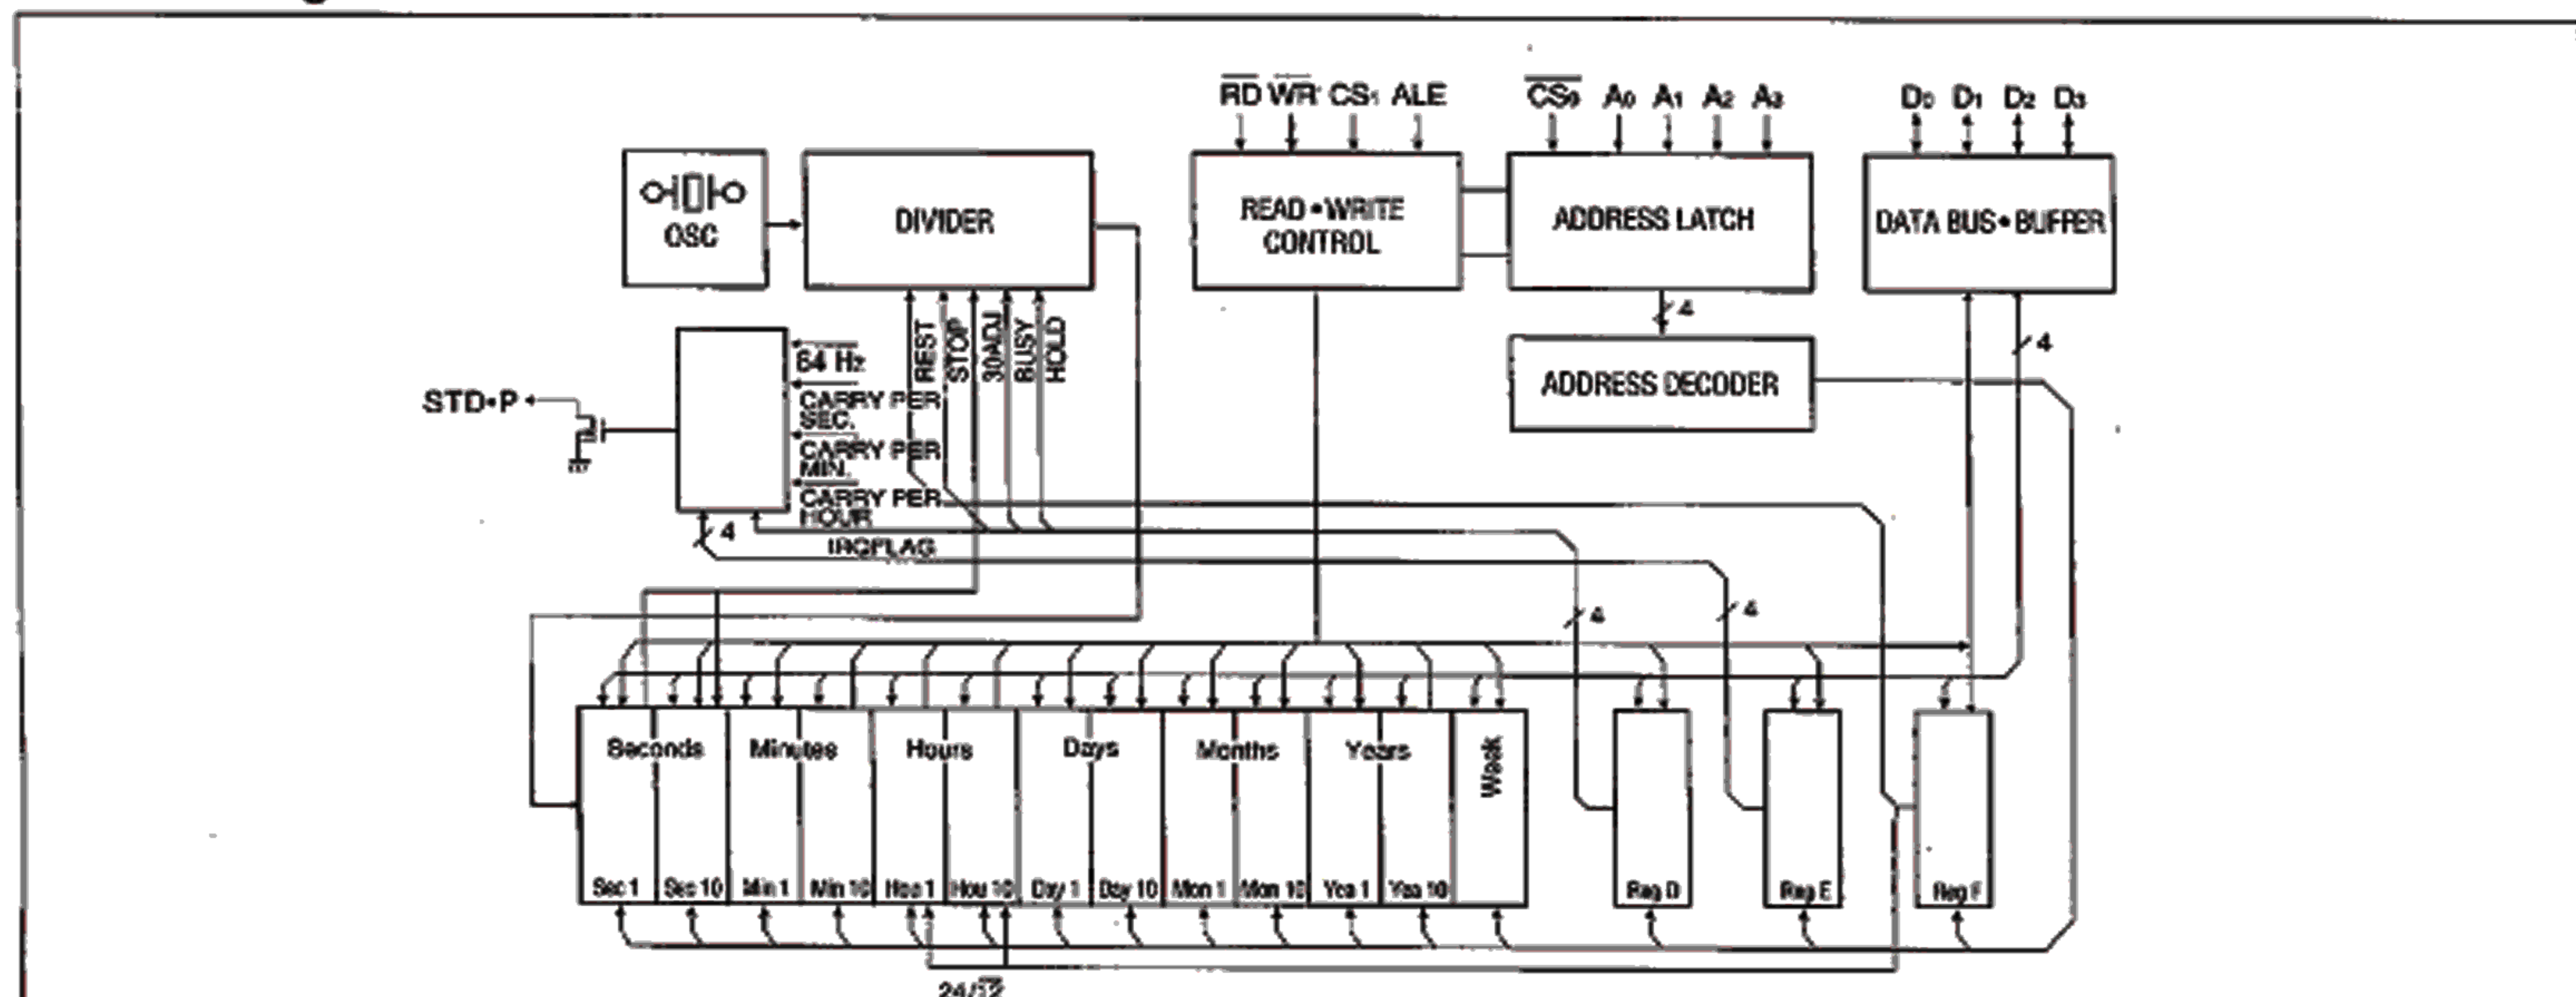 RD WR CS1 ALE
CS0 A0 A1 A2 A3
D0 D1 D2 D3
OSC
DIVIDER
READ•WRITE
CONTROL
ADDRESS LATCH
DATA BUS•BUFFER
REST
STOP
30ADJ
BUSY
HOLD
4
4
64 Hz
ADDRESS DECODER
STD•P
CARRY PER
SEC.
CARRY PER
MIN.
CARRY PER
HOUR
4
IRQFLAG
4
4
Seconds
Minutes
Hours
Days
Months
Years
Week
Sec 1
Sec 10
Min 1
Min 10
Hou 1
Hou 10
Day 1
Day 10
Mon 1
Mon 10
Yea 1
Yea 10
Reg D
Reg E
Reg F
24/12